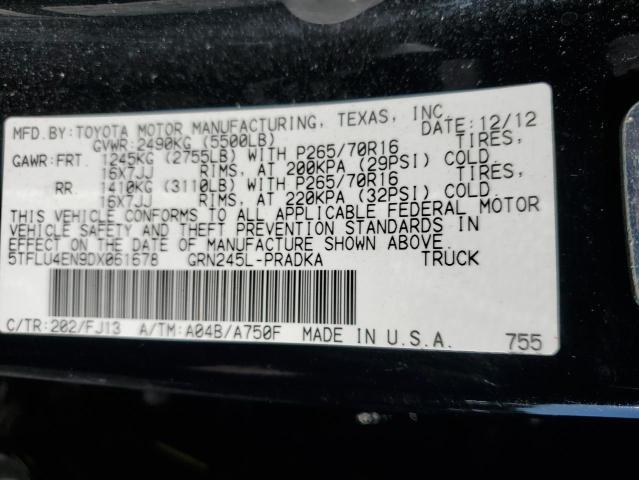 MFD.BY:TOYOTA MOTOR MANUFACTURING, TEXAS, INC. DATE:12/12
GVWR:2490KG (5500LB)
GAWR:FRT. 1245KG (2755LB) WITH P265/70R16 TIRES,
16X7JJ RIMS, AT 200KPA (29PSI) COLD
RR. 1410KG (3110LB) WITH P265/70R16 TIRES,
16X7JJ RIMS, AT 220KPA (32PSI) COLD
THIS VEHICLE CONFORMS TO ALL APPLICABLE FEDERAL MOTOR
VEHICLE SAFETY AND THEFT PREVENTION STANDARDS IN
EFFECT ON THE DATE OF MANUFACTURE SHOWN ABOVE.
5TFLU4EN9DX061678 GRN245L-PRADKA TRUCK
C/TR:202/FJ13 A/TM:A04B/A750F MADE IN U.S.A. 755